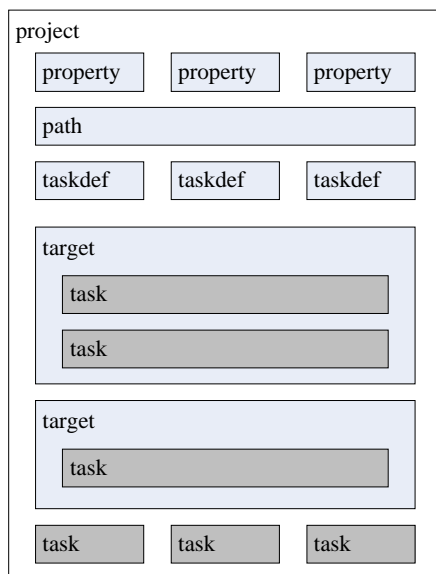 project
property property property
path
taskdef taskdef taskdef
target
task
task
target
task
task task task